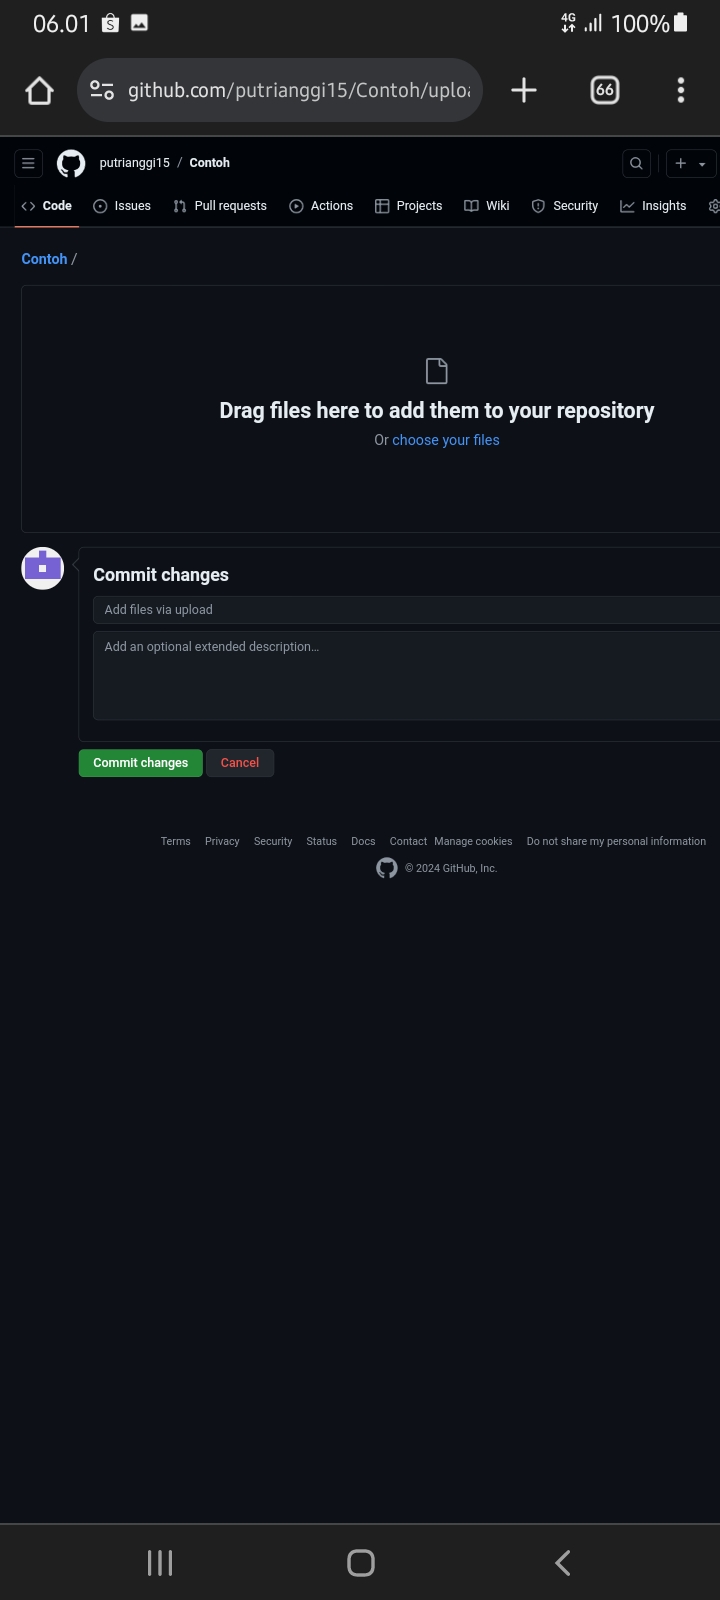 06.01 4G 100%
github.com/putrianggi15/Contoh/uploa
66
putrianggi15 / Contoh
Code Issues Pull requests Actions Projects Wiki Security Insights
Contoh /
Drag files here to add them to your repository
Or choose your files
Commit changes
Add files via upload
Add an optional extended description...
Commit changes Cancel
Terms Privacy Security Status Docs Contact Manage cookies Do not share my personal information
© 2024 GitHub, Inc.